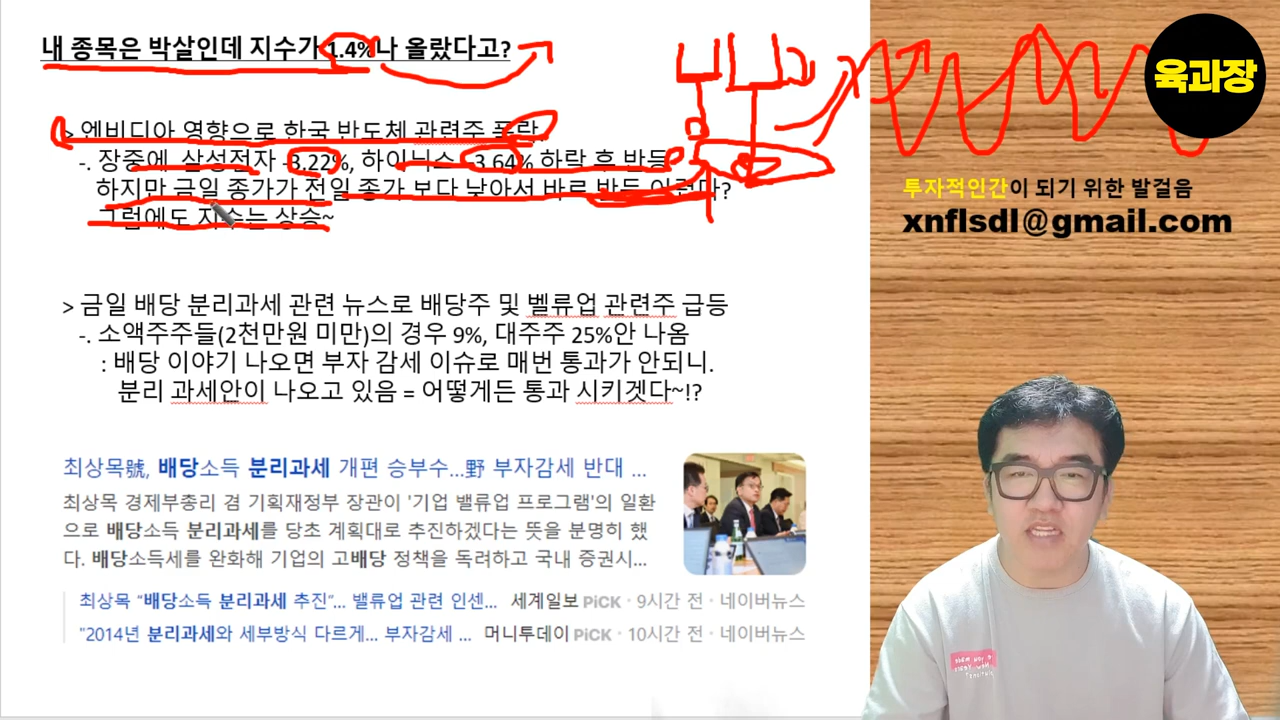 내 종목은 박살인데 지수가 1.4%나 올랐다고?
> 엔비디아 영향으로 한국 반도체 관련주 폭락
-. 장중에 삼성전자 -3.22%, 하이닉스 -3.64% 하락 후 반등
하지만 금일 종가가 전일 종가 보다 낮아서 바로 반등 어렵다?
그럼에도 지수는 상승~
> 금일 배당 분리과세 관련 뉴스로 배당주 및 벨류업 관련주 급등
-. 소액주주들(2천만원 미만)의 경우 9%, 대주주 25%안 나옴
: 배당 이야기 나오면 부자 감세 이슈로 매번 통과가 안되니.
분리 과세안이 나오고 있음 = 어떻게든 통과 시키겟다~!?
최상목號, 배당소득 분리과세 개편 승부수...野 부자감세 반대 ...
최상목 경제부총리 겸 기획재정부 장관이 '기업 밸류업 프로그램'의 일환
으로 배당소득 분리과세를 당초 계획대로 추진하겠다는 뜻을 분명히 했
다. 배당소득세를 완화해 기업의 고배당 정책을 독려하고 국내 증권시...
최상목 "배당소득 분리과세 추진"... 밸류업 관련 인센... 세계일보 PiCK · 9시간 전 · 네이버뉴스
"2014년 분리과세와 세부방식 다르게... 부자감세 ... 머니투데이 PiCK · 10시간 전 · 네이버뉴스
육과장
투자적인간이 되기 위한 발걸음
xnflsdl@gmail.com